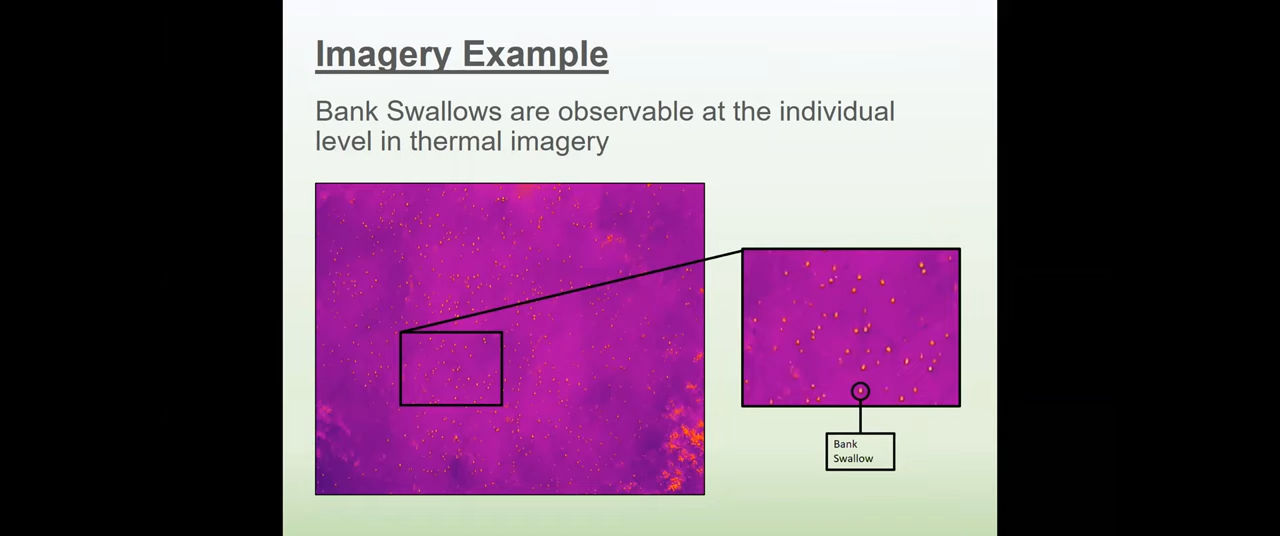 Imagery Example
Bank Swallows are observable at the individual
level in thermal imagery
Bank
Swallow